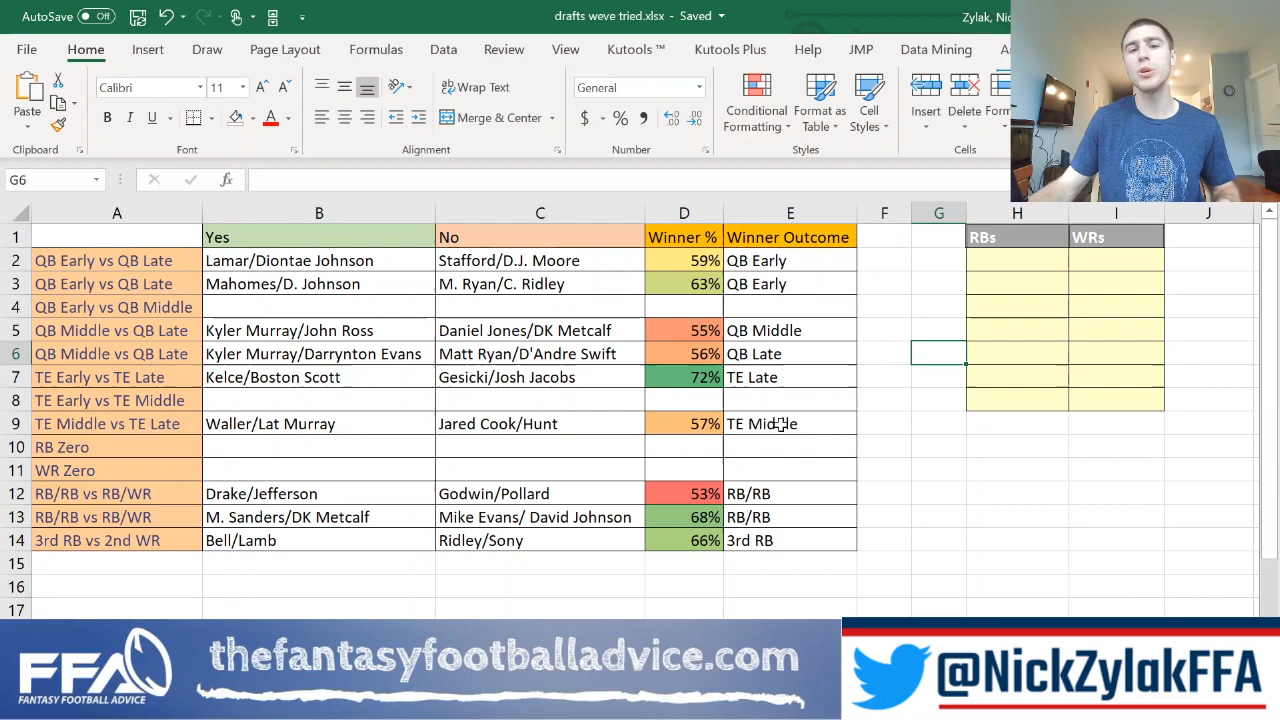 AutoSave Off drafts weve tried.xlsx - Saved Zylak, Ni
File Home Insert Draw Page Layout Formulas Data Review View Kutools ™ Kutools Plus Help JMP Data Mining
Paste Calibri 11 Wrap Text General Conditional Formatting Format as Table Cell Styles Insert Delete
B I U Merge & Center $ %
Clipboard Font Alignment Number Styles Cells
G6 fx
A B C D E F G H I J
1 Yes No Winner % Winner Outcome RBs WRs
2 QB Early vs QB Late Lamar/Diontae Johnson Stafford/D.J. Moore 59% QB Early
3 QB Early vs QB Late Mahomes/D. Johnson M. Ryan/C. Ridley 63% QB Early
4 QB Early vs QB Middle
5 QB Middle vs QB Late Kyler Murray/John Ross Daniel Jones/DK Metcalf 55% QB Middle
6 QB Middle vs QB Late Kyler Murray/Darrynton Evans Matt Ryan/D'Andre Swift 56% QB Late
7 TE Early vs TE Late Kelce/Boston Scott Gesicki/Josh Jacobs 72% TE Late
8 TE Early vs TE Middle
9 TE Middle vs TE Late Waller/Lat Murray Jared Cook/Hunt 57% TE Middle
10 RB Zero
11 WR Zero
12 RB/RB vs RB/WR Drake/Jefferson Godwin/Pollard 53% RB/RB
13 RB/RB vs RB/WR M. Sanders/DK Metcalf Mike Evans/ David Johnson 68% RB/RB
14 3rd RB vs 2nd WR Bell/Lamb Ridley/Sony 66% 3rd RB
15
16
17
FFA
FANTASY FOOTBALL ADVICE
thefantasyfootballadvice.com
@NickZylakFFA